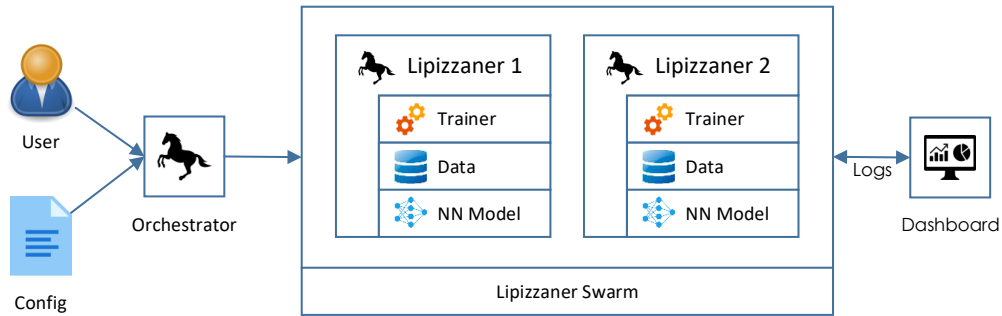 User
Config
Orchestrator
Lipizzaner 1
Trainer
Data
NN Model
Lipizzaner 2
Trainer
Data
NN Model
Lipizzaner Swarm
Logs
Dashboard